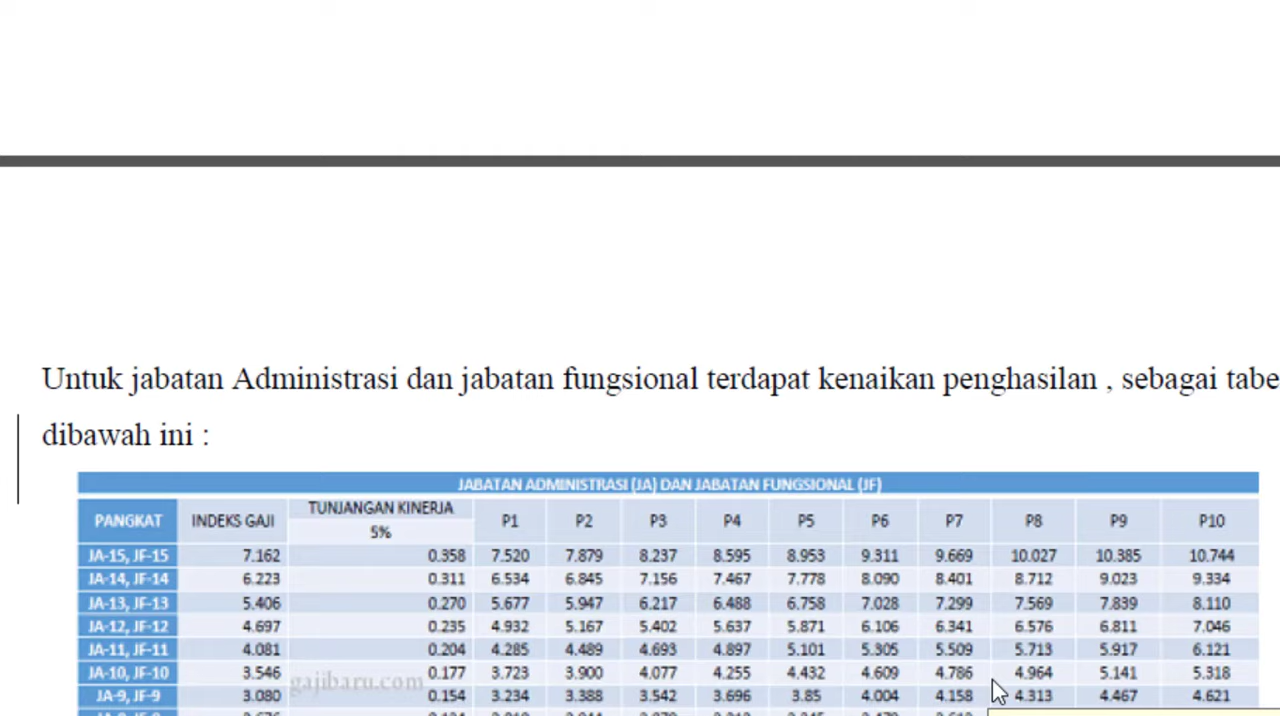 Untuk jabatan Administrasi dan jabatan fungsional terdapat kenaikan penghasilan , sebagai tabe
dibawah ini :
JABATAN ADMINISTRASI (JA) DAN JABATAN FUNGSIONAL (JF)
PANGKAT INDEKS GAJI TUNJANGAN KINERJA P1 P2 P3 P4 P5 P6 P7 P8 P9 P10
5%
JA-15, JF-15 7.162 0.358 7.520 7.879 8.237 8.595 8.953 9.311 9.669 10.027 10.385 10.744
JA-14, JF-14 6.223 0.311 6.534 6.845 7.156 7.467 7.778 8.090 8.401 8.712 9.023 9.334
JA-13, JF-13 5.406 0.270 5.677 5.947 6.217 6.488 6.758 7.028 7.299 7.569 7.839 8.110
JA-12, JF-12 4.697 0.235 4.932 5.167 5.402 5.637 5.871 6.106 6.341 6.576 6.811 7.046
JA-11, JF-11 4.081 0.204 4.285 4.489 4.693 4.897 5.101 5.305 5.509 5.713 5.917 6.121
JA-10, JF-10 3.546 0.177 3.723 3.900 4.077 4.255 4.432 4.609 4.786 4.964 5.141 5.318
gajibaru.com
JA-9, JF-9 3.080 0.154 3.234 3.388 3.542 3.696 3.85 4.004 4.158 4.313 4.467 4.621